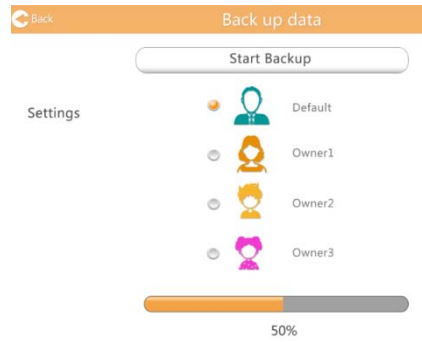 Back
Back up data
Start Backup
Settings
Default
Owner1
Owner2
Owner3
50%